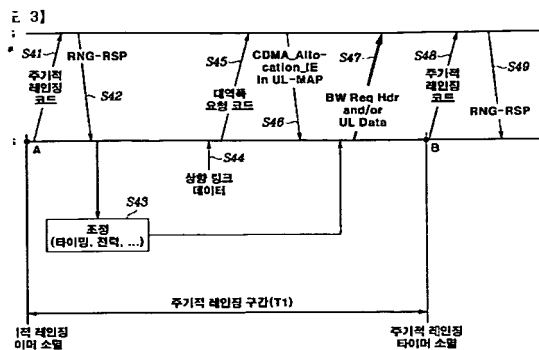 3]
S41
주기적
레인징
코드
RNG-RSP
S42
S45
대역폭
요청 코드
CDMA_Allo-
cation_IE
in UL-MAP
S46
S47
BW Req Hdr
and/or
UL Data
S48
주기적
레인징
코드
S49
RNG-RSP
A
B
S44
상향 링크
데이터
S43
조정
(타이밍, 전력, ...)
주기적 레인징 구간(T1)
레인징
소멸
주기적 레인징
타이머 소멸